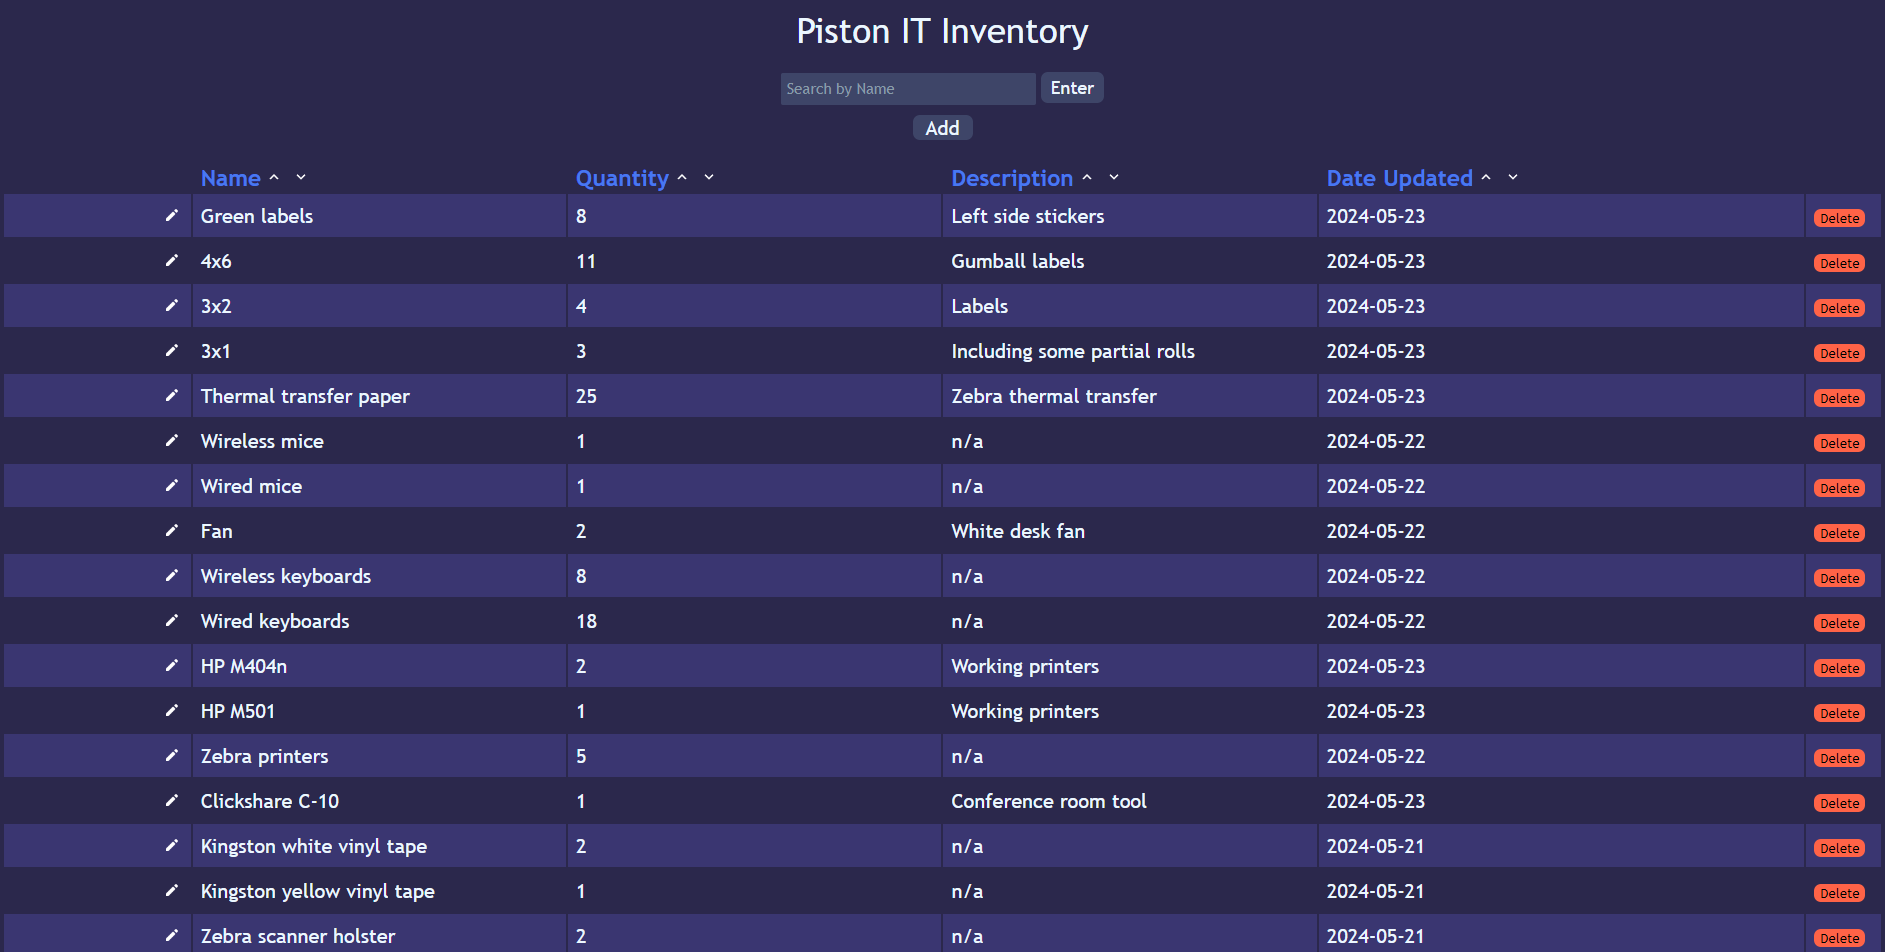 Piston IT Inventory
Search by Name Enter
Add
Name Quantity Description Date Updated
Green labels 8 Left side stickers 2024-05-23 Delete
4x6 11 Gumball labels 2024-05-23 Delete
3x2 4 Labels 2024-05-23 Delete
3x1 3 Including some partial rolls 2024-05-23 Delete
Thermal transfer paper 25 Zebra thermal transfer 2024-05-23 Delete
Wireless mice 1 n/a 2024-05-22 Delete
Wired mice 1 n/a 2024-05-22 Delete
Fan 2 White desk fan 2024-05-22 Delete
Wireless keyboards 8 n/a 2024-05-22 Delete
Wired keyboards 18 n/a 2024-05-22 Delete
HP M404n 2 Working printers 2024-05-23 Delete
HP M501 1 Working printers 2024-05-23 Delete
Zebra printers 5 n/a 2024-05-22 Delete
Clickshare C-10 1 Conference room tool 2024-05-23 Delete
Kingston white vinyl tape 2 n/a 2024-05-21 Delete
Kingston yellow vinyl tape 1 n/a 2024-05-21 Delete
Zebra scanner holster 2 n/a 2024-05-21 Delete